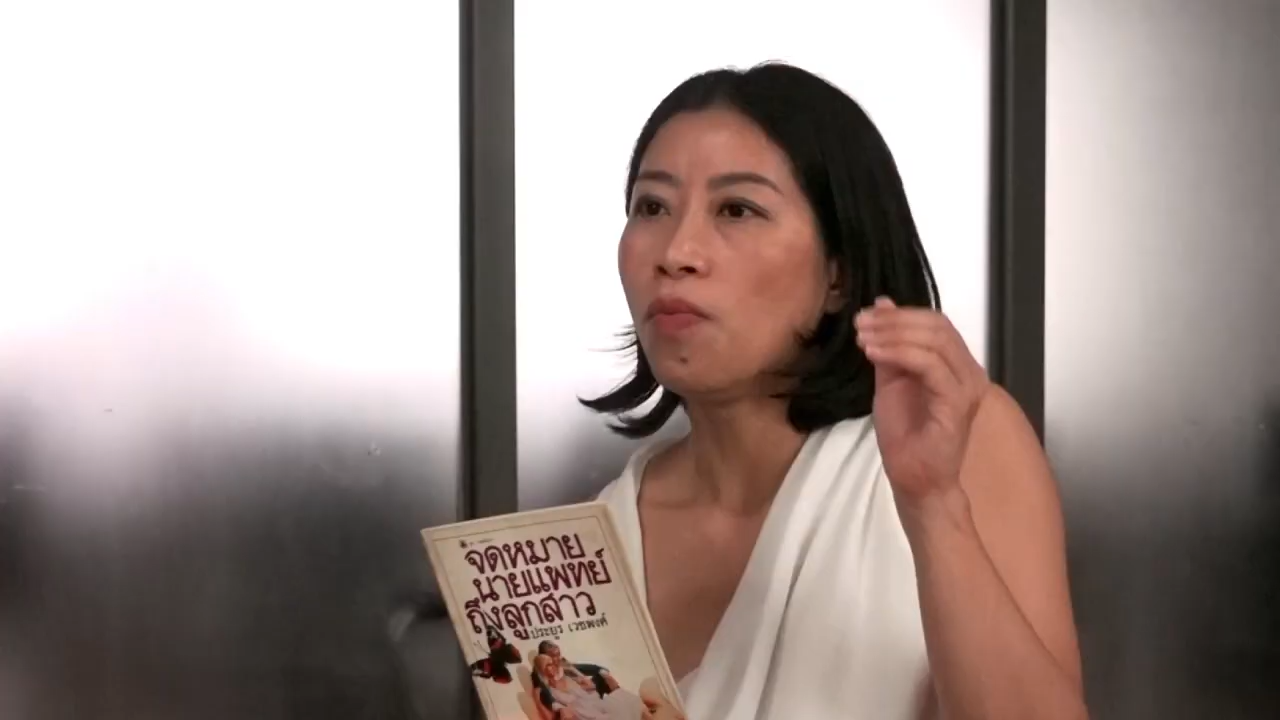 จดหมาย
นายแพทย์
ถึงลูกสาว
ประยูร เวชพงศ์